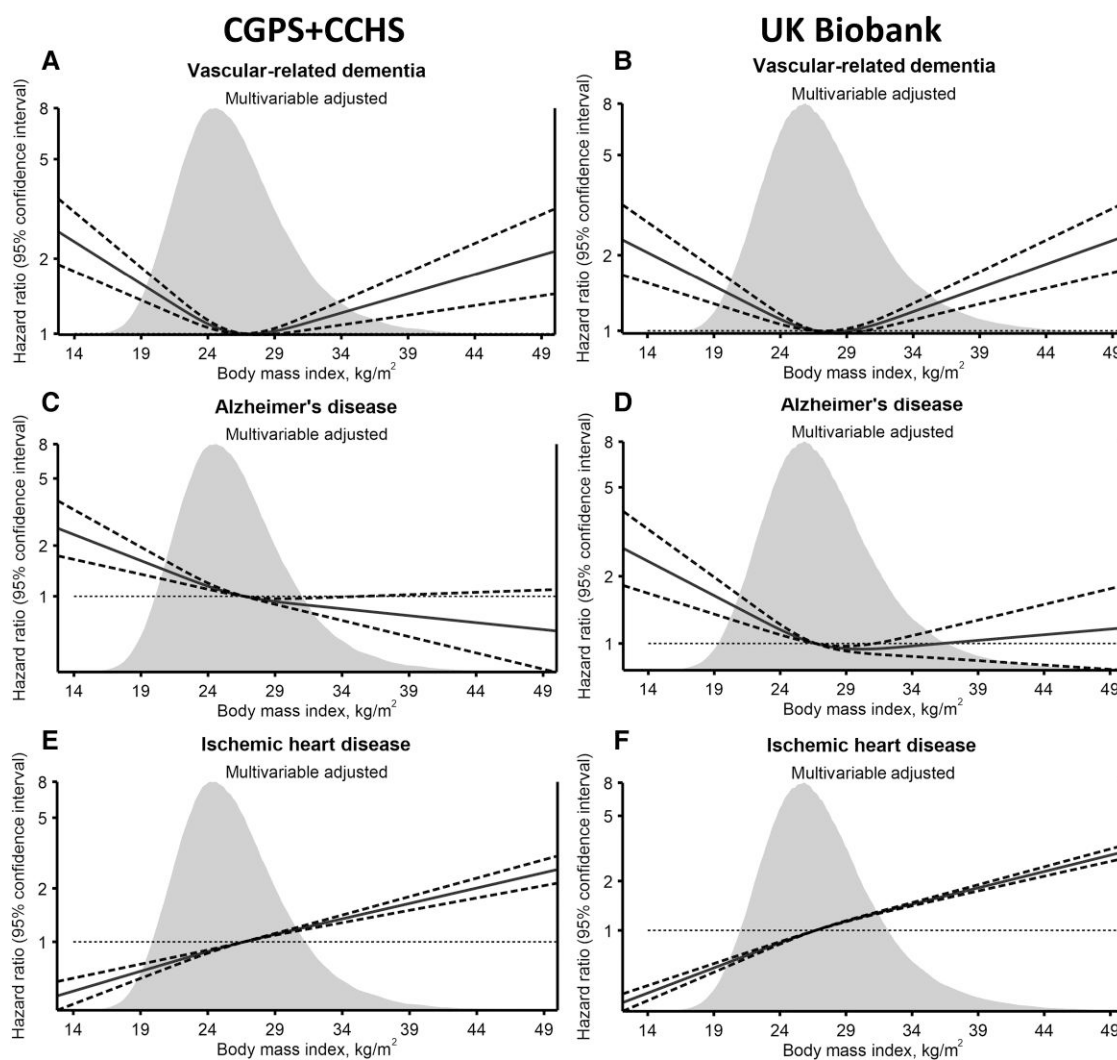 CGPS+CCHS
UK Biobank
A
Vascular-related dementia
Multivariable adjusted
Hazard ratio (95% confidence interval)
8
5
2
1
14 19 24 29 34 39 44 49
Body mass index, kg/m²
B
Vascular-related dementia
Multivariable adjusted
Hazard ratio (95% confidence interval)
8
5
2
1
14 19 24 29 34 39 44 49
Body mass index, kg/m²
C
Alzheimer's disease
Multivariable adjusted
Hazard ratio (95% confidence interval)
8
5
2
1
14 19 24 29 34 39 44 49
Body mass index, kg/m²
D
Alzheimer's disease
Multivariable adjusted
Hazard ratio (95% confidence interval)
8
5
2
1
14 19 24 29 34 39 44 49
Body mass index, kg/m²
E
Ischemic heart disease
Multivariable adjusted
Hazard ratio (95% confidence interval)
8
5
2
1
14 19 24 29 34 39 44 49
Body mass index, kg/m²
F
Ischemic heart disease
Multivariable adjusted
Hazard ratio (95% confidence interval)
8
5
2
1
14 19 24 29 34 39 44 49
Body mass index, kg/m²